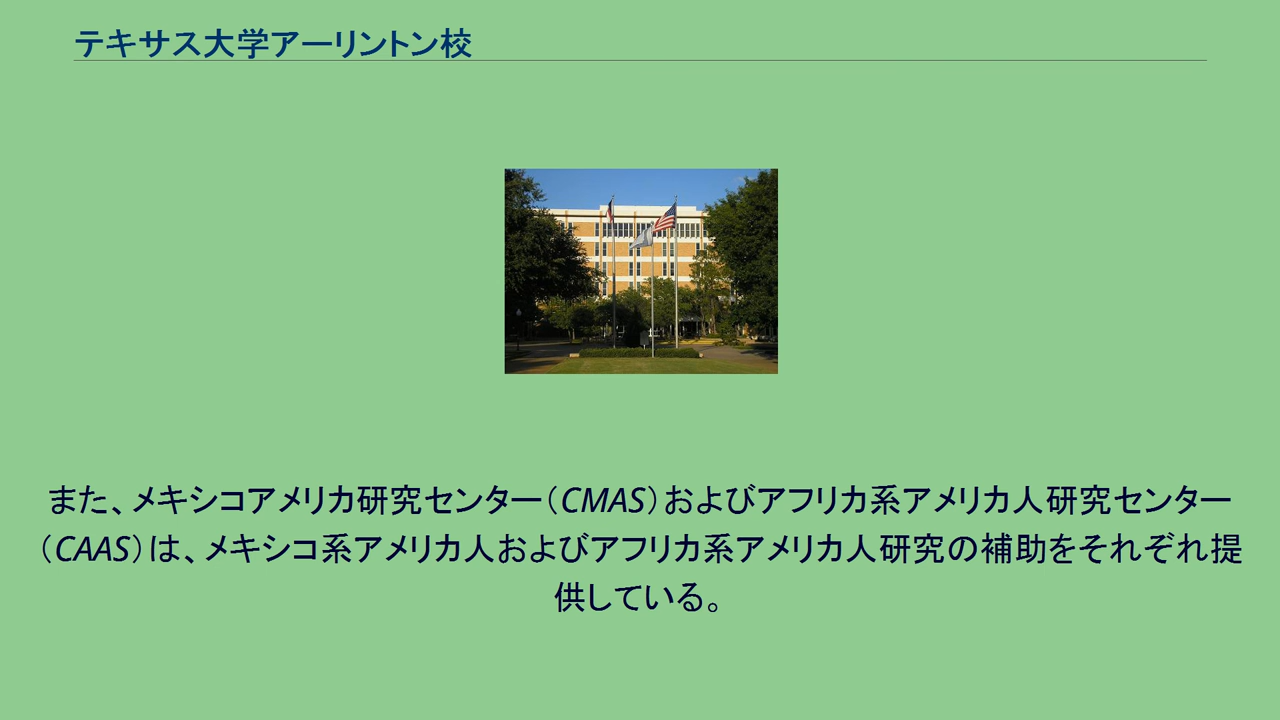 テキサス大学アーリントン校
また、メキシコアメリカ研究センター（CMAS）およびアフリカ系アメリカ人研究センター
（CAAS）は、メキシコ系アメリカ人およびアフリカ系アメリカ人研究の補助をそれぞれ提
供している。